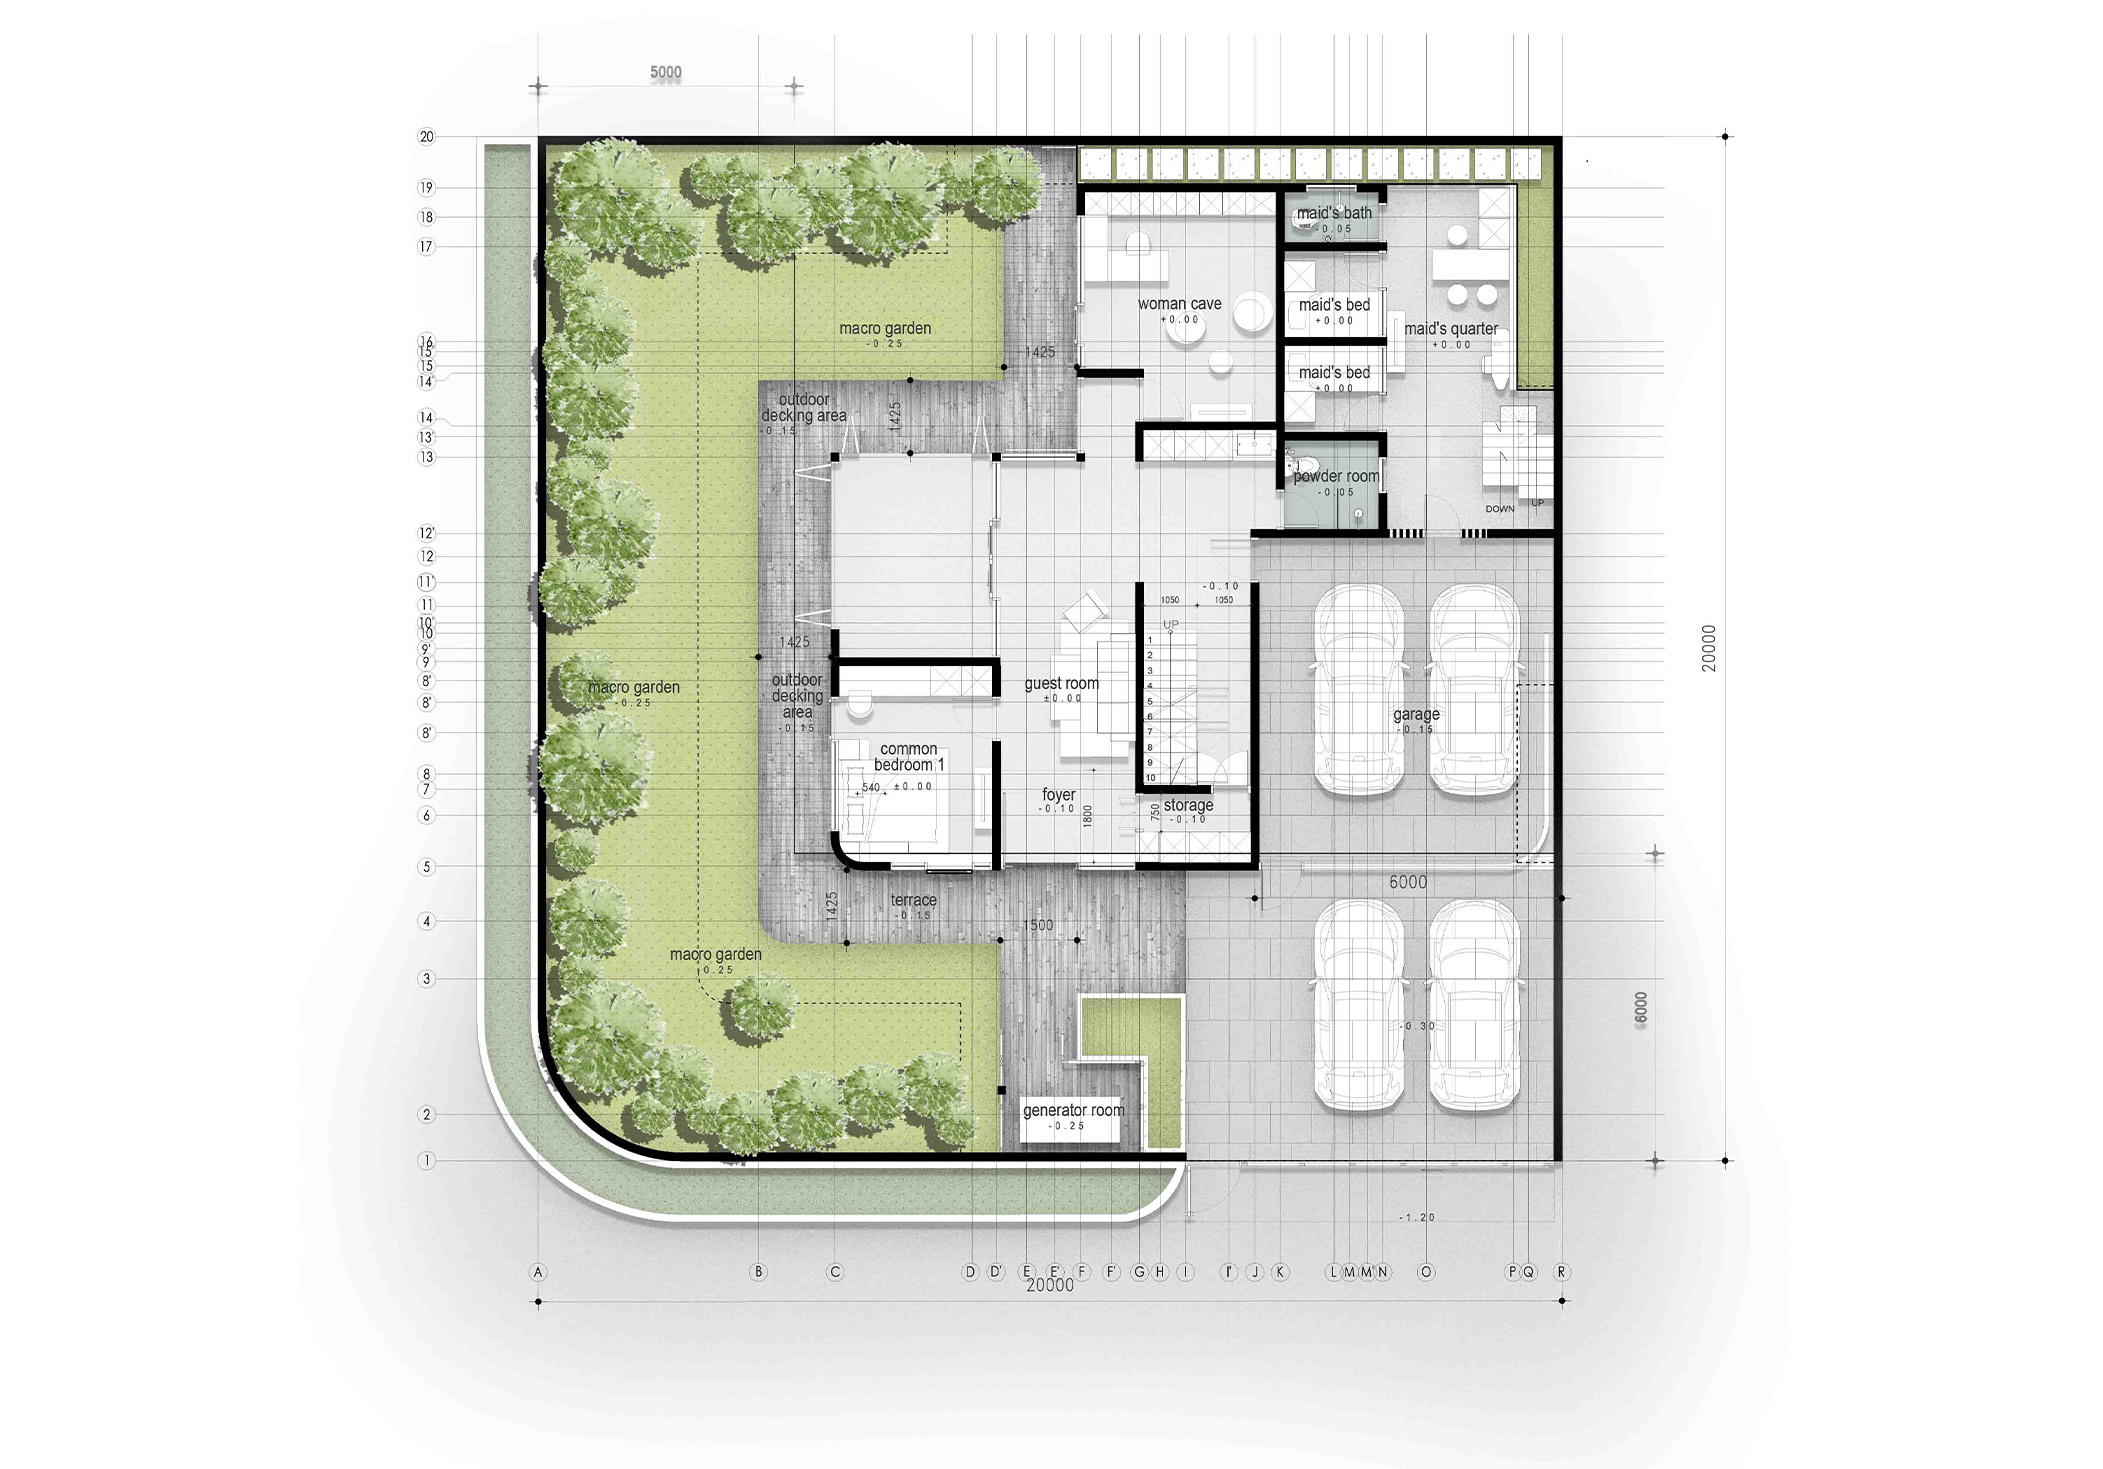 5000
20
19
18
17
16
15'
15
14'
14
13'
13
12'
12
11'
11
10'
10
9'
9
8'
8'
8'
8
7
6
5
4
3
2
1
maid's bath
-0.05
woman cave
+0.00
maid's bed
+0.00
maid's quarter
+0.00
macro garden
-0.25
1425
maid's bed
+0.00
outdoor
decking area
-0.15
1425
powder room
-0.05
DOWN
UP
-0.10
1050
1050
UP
1
2
3
4
5
6
7
8
9
10
1425
20000
macro garden
-0.25
outdoor
decking
area
-0.15
guest room
±0.00
garage
-0.15
common
bedroom 1
540
±0.00
foyer
-0.10
1800
750
storage
-0.10
6000
terrace
-0.15
1425
1500
macro garden
-0.25
6000
-0.30
generator room
-0.25
-1.20
A
B
C
D
D'
E
E'
F
F'
G
H
I
I'
J
K
L
M
M'
N
O
P
Q
R
20000